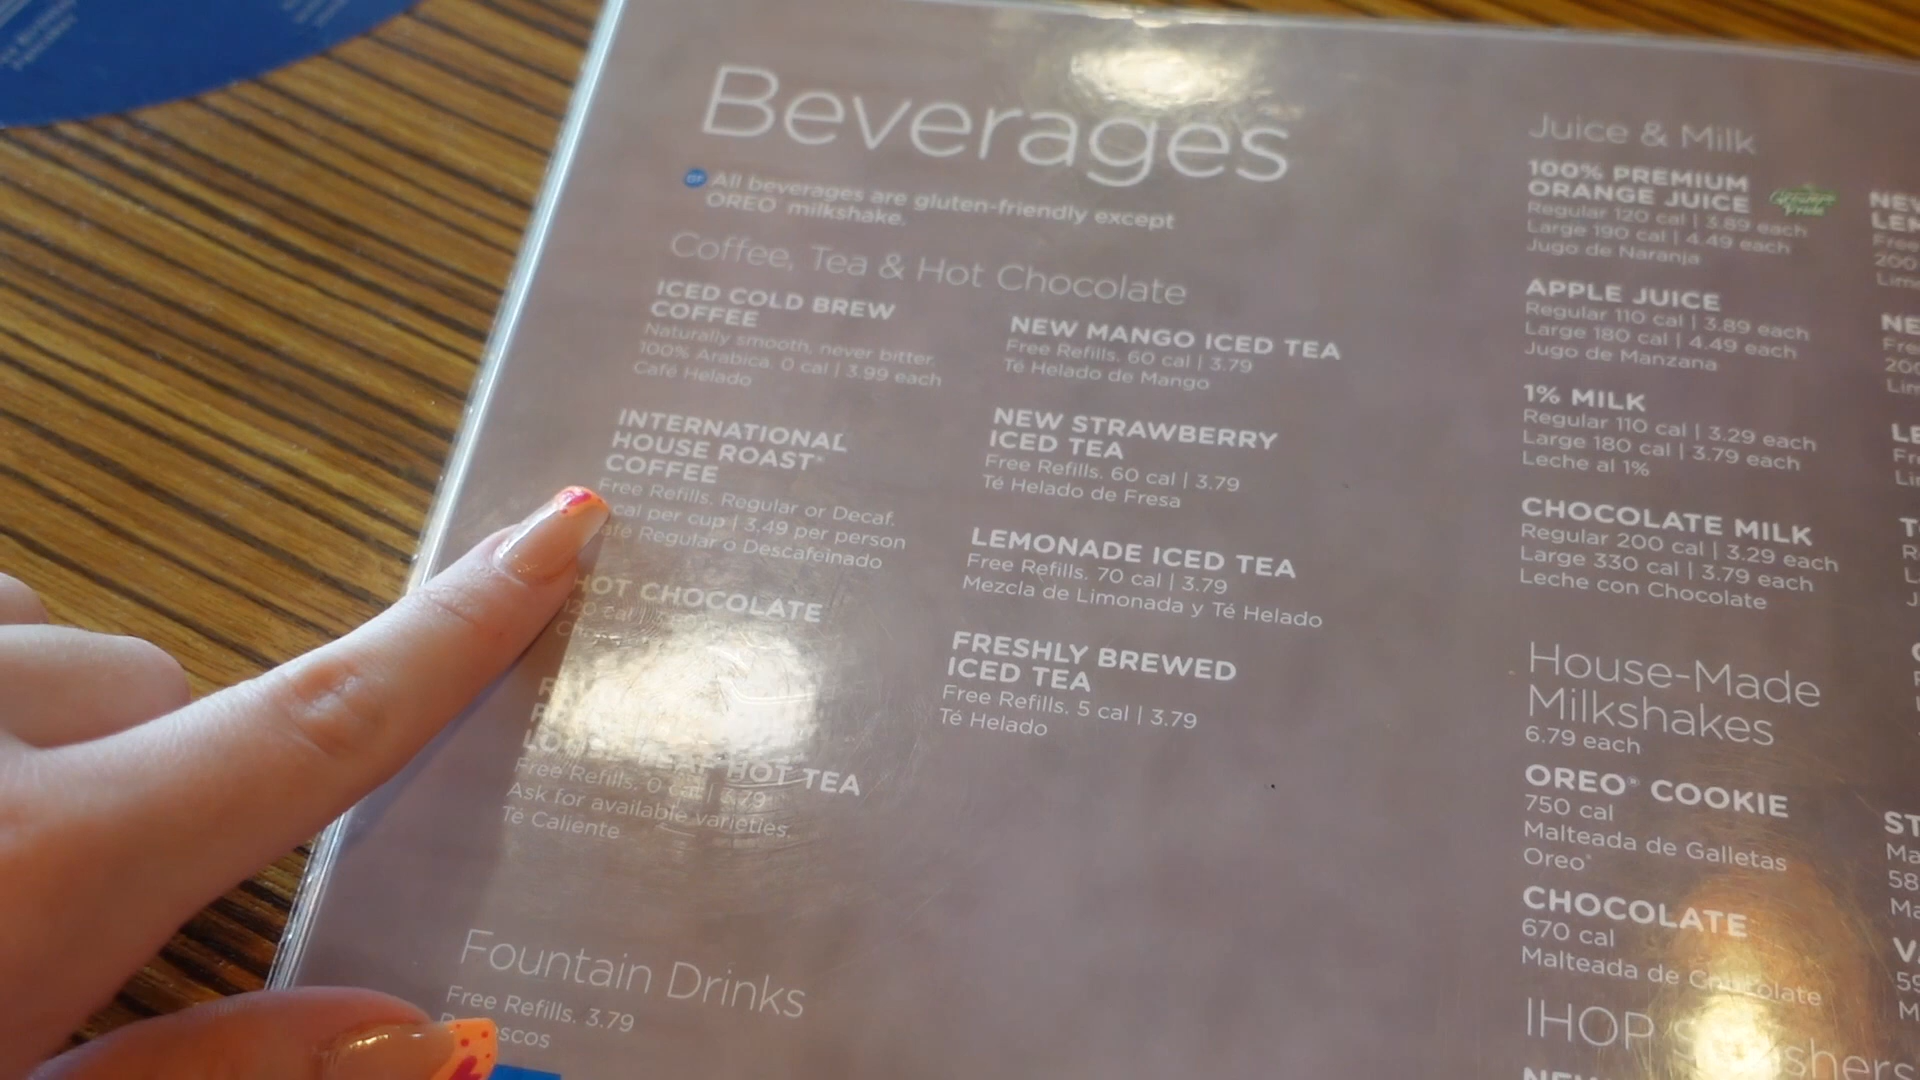 Beverages
All beverages are gluten-friendly except
OREO® milkshake.
Coffee, Tea & Hot Chocolate
ICED COLD BREW
COFFEE
Naturally smooth, never bitter.
100% Arabica. 0 cal | 3.99 each
Café Helado
INTERNATIONAL
HOUSE ROAST®
COFFEE
Free Refills. Regular or Decaf.
cal per cup | 3.49 per person
Regular o Descafeinado
HOT CHOCOLATE
120 cal
HOT TEA
Free Refills. 0 cal | 3.79
Ask for available varieties.
Té Caliente
NEW MANGO ICED TEA
Free Refills. 60 cal | 3.79
Té Helado de Mango
NEW STRAWBERRY
ICED TEA
Free Refills. 60 cal | 3.79
Té Helado de Fresa
LEMONADE ICED TEA
Free Refills. 70 cal | 3.79
Mezcla de Limonada y Té Helado
FRESHLY BREWED
ICED TEA
Free Refills. 5 cal | 3.79
Té Helado
Fountain Drinks
Free Refills. 3.79
Juice & Milk
100% PREMIUM
ORANGE JUICE
Regular 120 cal | 3.89 each
Large 190 cal | 4.49 each
Jugo de Naranja
APPLE JUICE
Regular 110 cal | 3.89 each
Large 180 cal | 4.49 each
Jugo de Manzana
1% MILK
Regular 110 cal | 3.29 each
Large 180 cal | 3.79 each
Leche al 1%
CHOCOLATE MILK
Regular 200 cal | 3.29 each
Large 330 cal | 3.79 each
Leche con Chocolate
House-Made
Milkshakes
6.79 each
OREO® COOKIE
750 cal
Malteada de Galletas
Oreo®
CHOCOLATE
670 cal
Malteada de Chocolate
IHOP